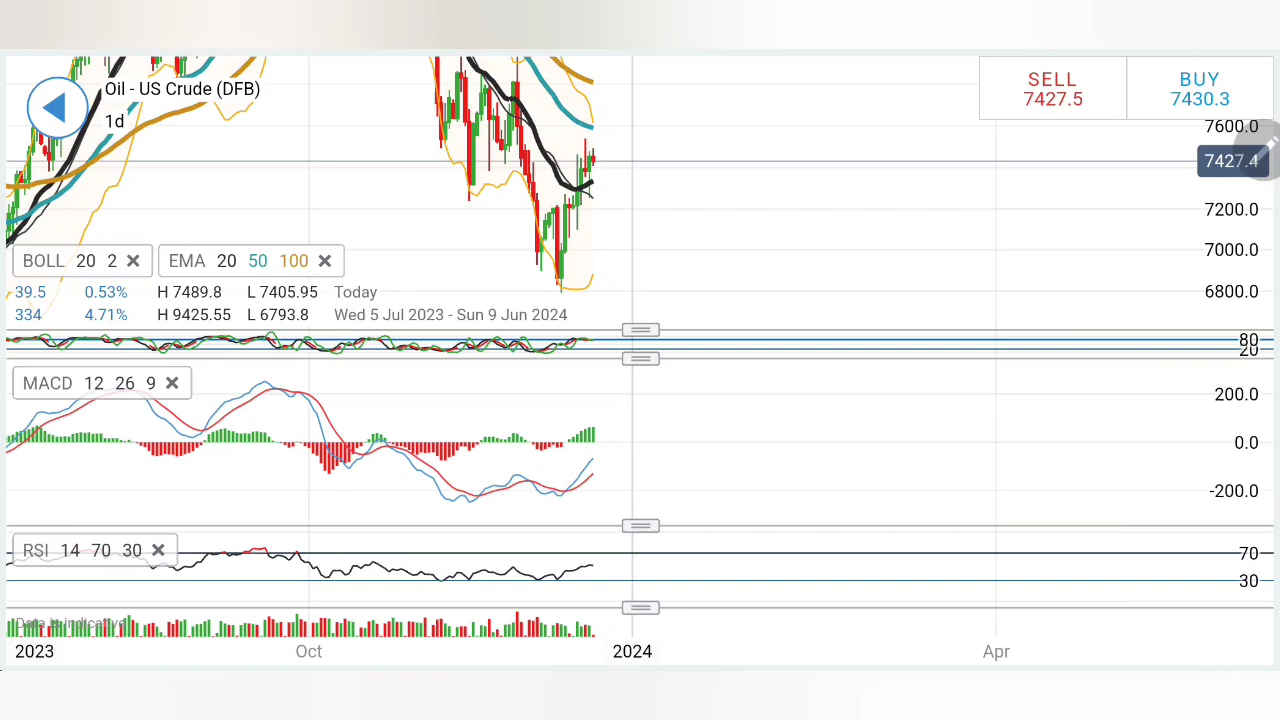 Oil - US Crude (DFB)
1d
SELL
7427.5
BUY
7430.3
7600.0
7427.4
7200.0
7000.0
6800.0
BOLL 20 2
EMA 20 50 100
39.5 0.53% H 7489.8 L 7405.95 Today
334 4.71% H 9425.55 L 6793.8 Wed 5 Jul 2023 - Sun 9 Jun 2024
80
20
MACD 12 26 9
200.0
0.0
-200.0
RSI 14 70 30
70
30
Data is indicative
2023 Oct 2024 Apr